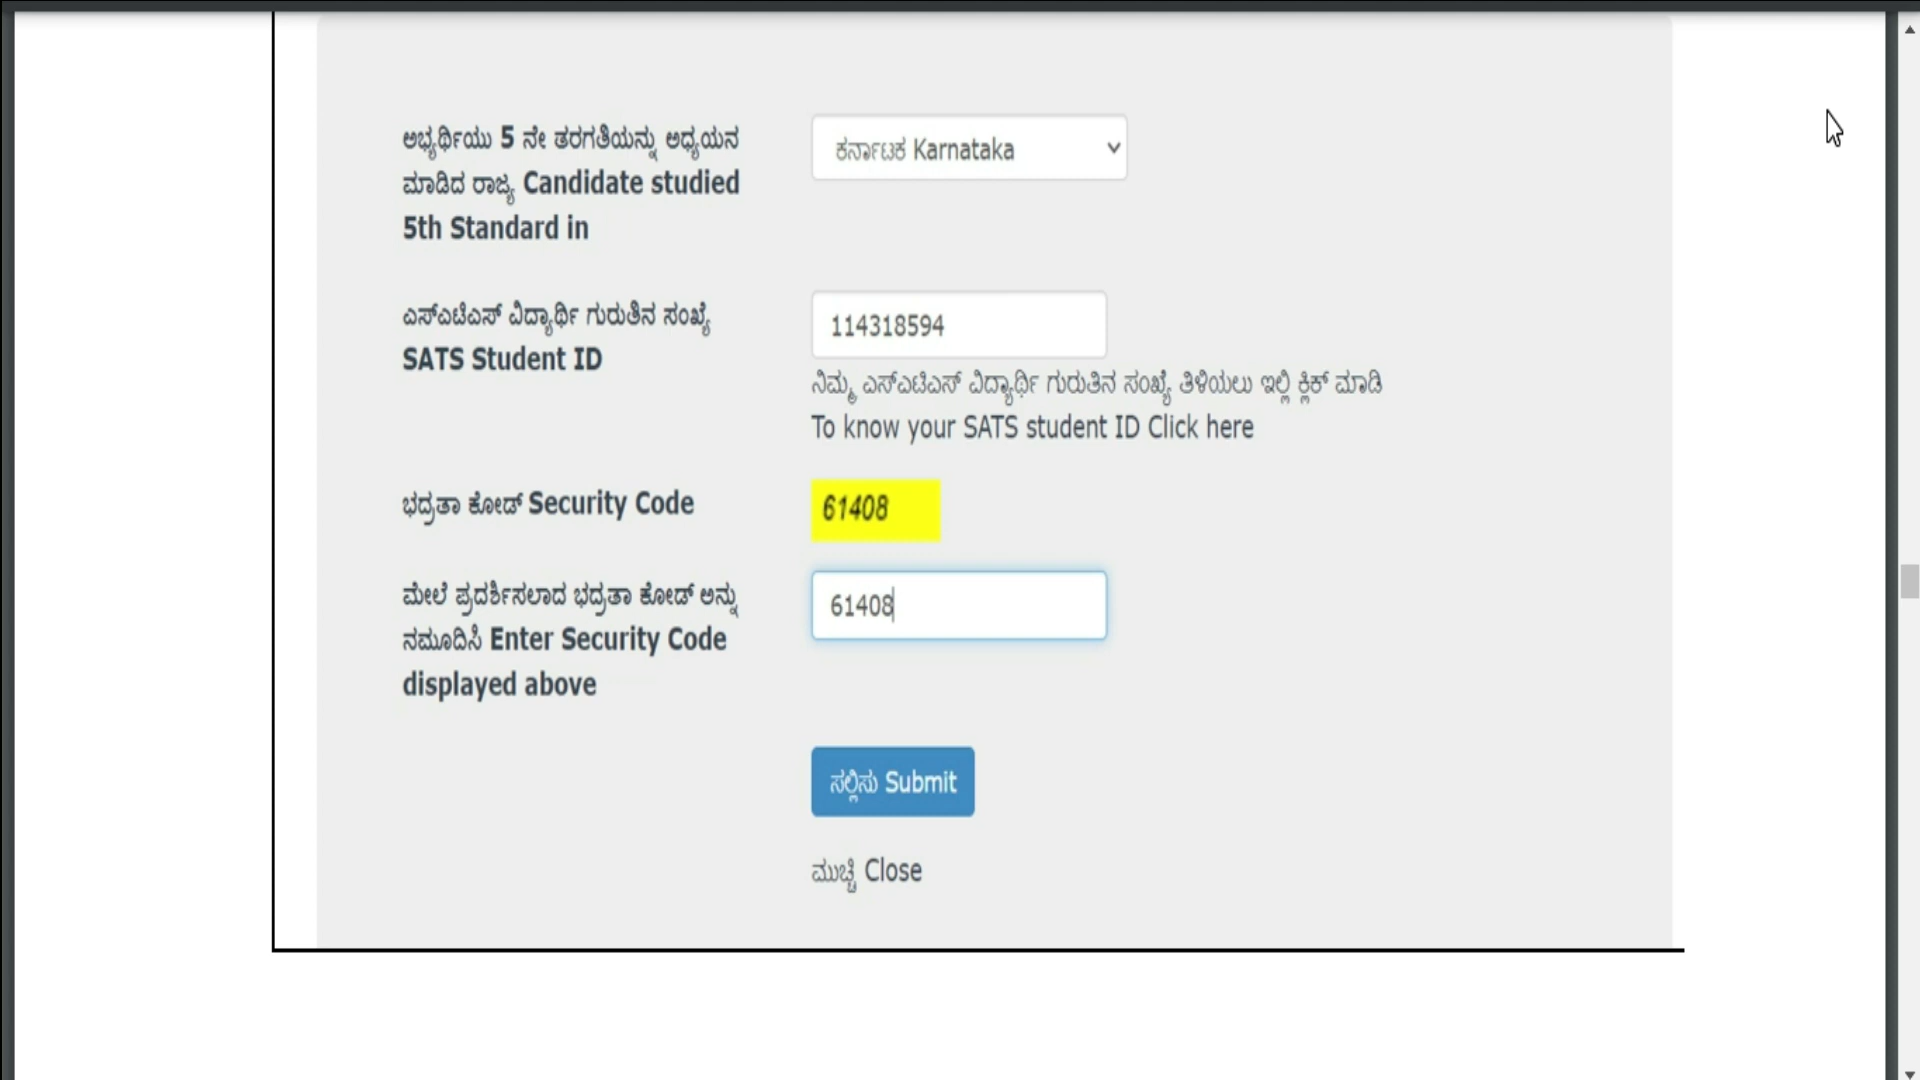 ಅಭ್ಯರ್ಥಿಯು 5 ನೇ ತರಗತಿಯನ್ನು ಅಧ್ಯಯನ
ಮಾಡಿದ ರಾಜ್ಯ Candidate studied
5th Standard in
ಕರ್ನಾಟಕ Karnataka
ಎಸ್ಎಟಿಎಸ್ ವಿದ್ಯಾರ್ಥಿ ಗುರುತಿನ ಸಂಖ್ಯೆ
SATS Student ID
114318594
ನಿಮ್ಮ ಎಸ್ಎಟಿಎಸ್ ವಿದ್ಯಾರ್ಥಿ ಗುರುತಿನ ಸಂಖ್ಯೆ ತಿಳಿಯಲು ಇಲ್ಲಿ ಕ್ಲಿಕ್ ಮಾಡಿ
To know your SATS student ID Click here
ಭದ್ರತಾ ಕೋಡ್ Security Code
61408
ಮೇಲೆ ಪ್ರದರ್ಶಿಸಲಾದ ಭದ್ರತಾ ಕೋಡ್ ಅನ್ನು
ನಮೂದಿಸಿ Enter Security Code
displayed above
61408
ಸಲ್ಲಿಸು Submit
ಮುಚ್ಚಿ Close